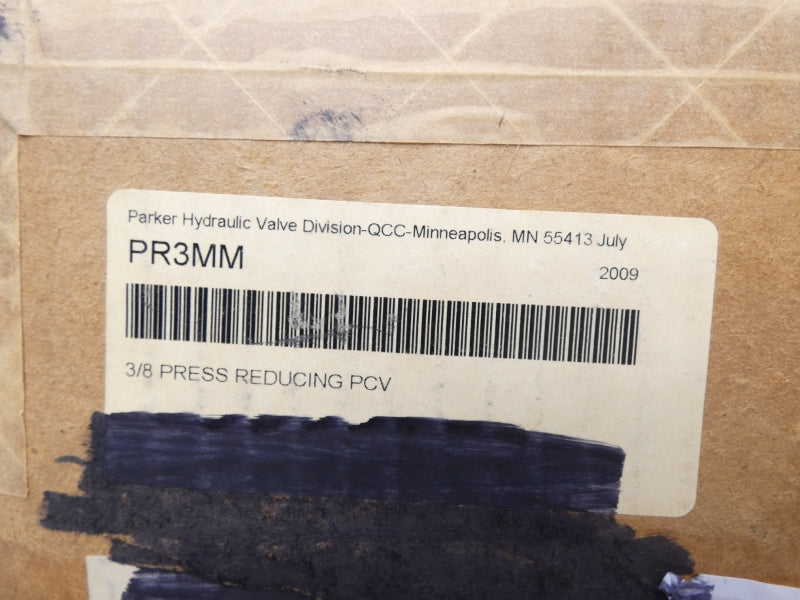 Parker Hydraulic Valve Division-QCC-Minneapolis, MN 55413 July
PR3MM 2009
3/8 PRESS REDUCING PCV